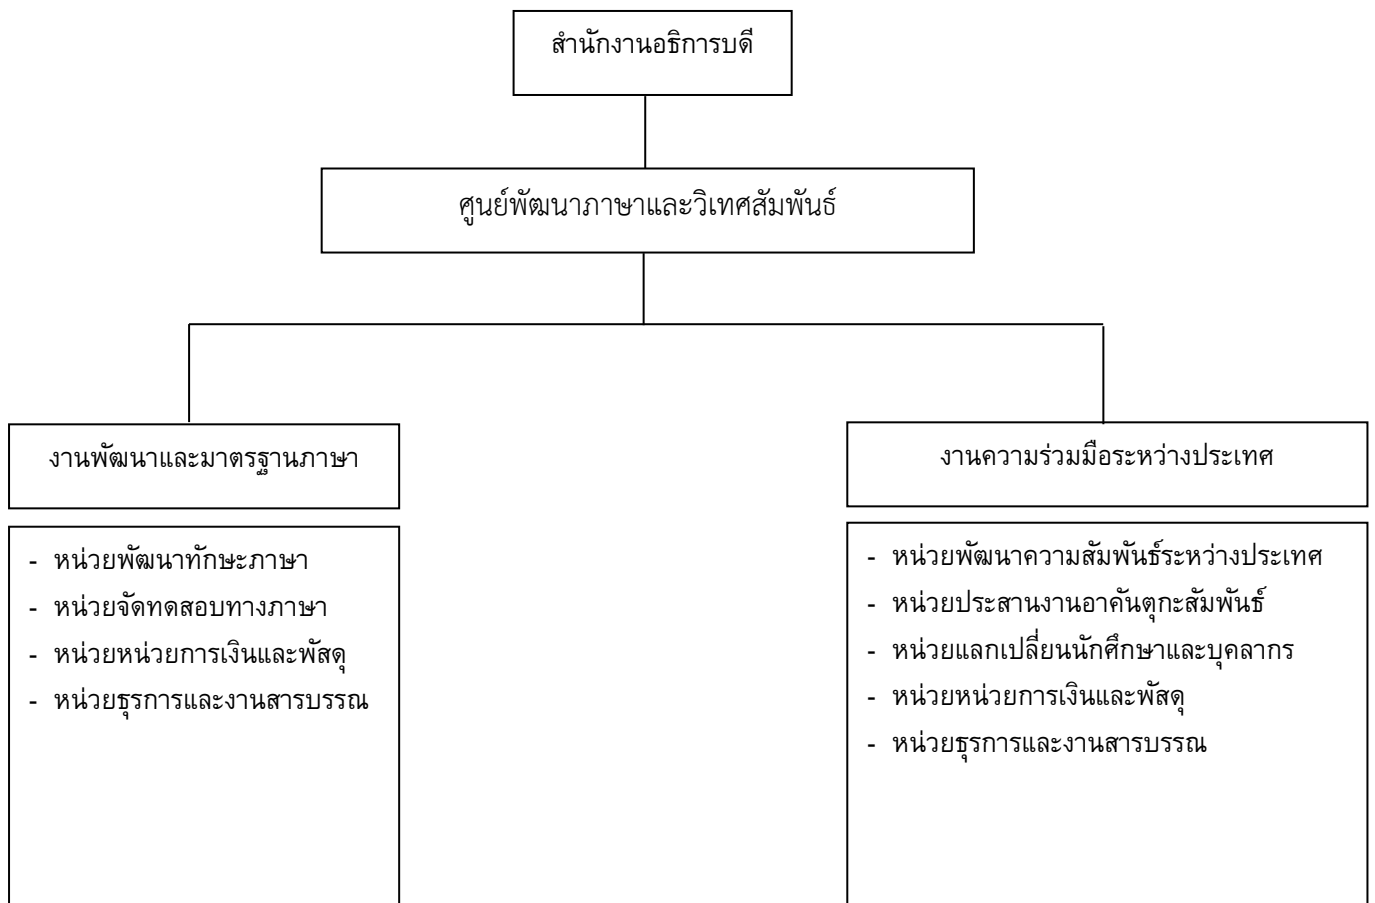 สำนักงานอธิการบดี
ศูนย์พัฒนาภาษาและวิเทศสัมพันธ์
งานพัฒนาและมาตรฐานภาษา
- หน่วยพัฒนาทักษะภาษา
- หน่วยจัดทดสอบทางภาษา
- หน่วยหน่วยการเงินและพัสดุ
- หน่วยธุรการและงานสารบรรณ
งานความร่วมมือระหว่างประเทศ
- หน่วยพัฒนาความสัมพันธ์ระหว่างประเทศ
- หน่วยประสานงานอาคันตุกะสัมพันธ์
- หน่วยแลกเปลี่ยนนักศึกษาและบุคลากร
- หน่วยหน่วยการเงินและพัสดุ
- หน่วยธุรการและงานสารบรรณ